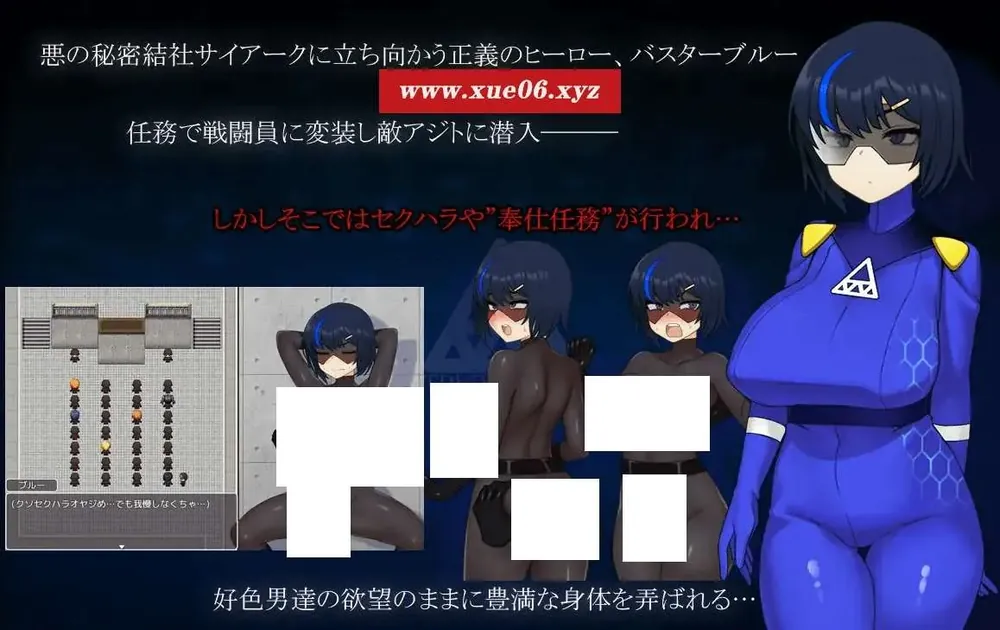 悪の秘密結社サイアークに立ち向かう正義のヒーロー、バスターブルー
www.xue06.xyz
任務で戦闘員に変装し敵アジトに潜入―――
しかしそこではセクハラや”奉仕任務”が行われ…
ブルー
(クソセクハラオヤジめ…でも我慢しなくちゃ…)
好色男達の欲望のままに豊満な身体を弄ばれる…